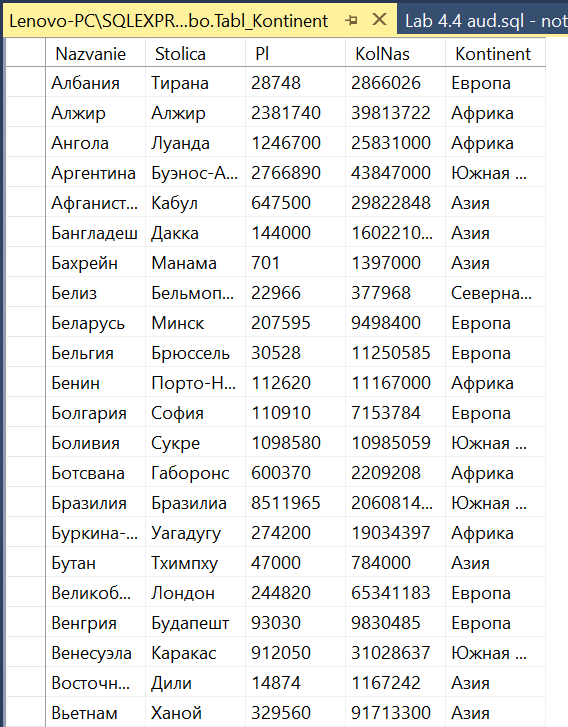 Lenovo-PC\SQLEXPR...bo.Tabl_Kontinent Lab 4.4 aud.sql - not
Nazvanie Stolica Pl KolNas Kontinent
Албания Тирана 28748 2866026 Европа
Алжир Алжир 2381740 39813722 Африка
Ангола Луанда 1246700 25831000 Африка
Аргентина Буэнос-А... 2766890 43847000 Южная ...
Афганист... Кабул 647500 29822848 Азия
Бангладеш Дакка 144000 1602210... Азия
Бахрейн Манама 701 1397000 Азия
Белиз Бельмоп... 22966 377968 Северна...
Беларусь Минск 207595 9498400 Европа
Бельгия Брюссель 30528 11250585 Европа
Бенин Порто-Н... 112620 11167000 Африка
Болгария София 110910 7153784 Европа
Боливия Сукре 1098580 10985059 Южная ...
Ботсвана Габоронс 600370 2209208 Африка
Бразилия Бразилиа 8511965 2060814... Южная ...
Буркина-... Уагадугу 274200 19034397 Африка
Бутан Тхимпху 47000 784000 Азия
Великоб... Лондон 244820 65341183 Европа
Венгрия Будапешт 93030 9830485 Европа
Венесуэла Каракас 912050 31028637 Южная ...
Восточн... Дили 14874 1167242 Азия
Вьетнам Ханой 329560 91713300 Азия